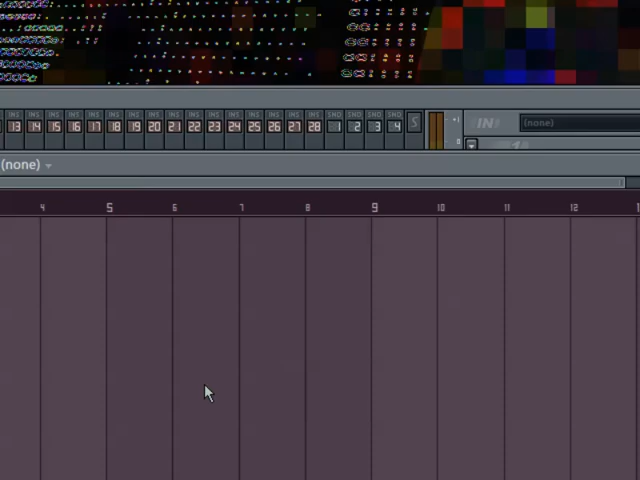 INS INS INS INS INS INS INS INS INS INS INS INS INS INS INS INS SND SND SND SND
13 14 15 16 17 18 19 20 21 22 23 24 25 26 27 28 1 2 3 4 S
IN (none)
(none)
4 5 6 7 8 9 10 11 12